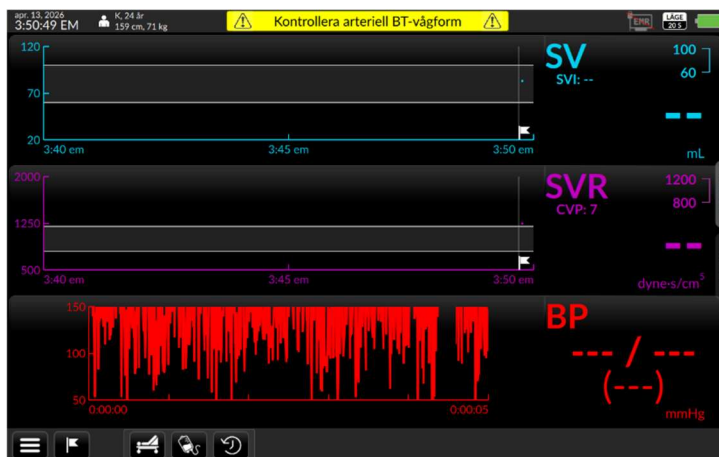 apr. 13, 2026
3:50:49 EM
K, 24 år
159 cm, 71 kg
Kontrollera arteriell BT-vågform
EMR
LÄGE
20 S
120
70
20
3:40 em
3:45 em
3:50 em
SV
SVI: --
100
60
--
mL
2000
1250
500
3:40 em
3:45 em
3:50 em
SVR
CVP: 7
1200
800
--
dyne-s/cm⁵
150
100
50
0:00:00
0:00:05
BP
--- / ---
(---)
mmHg